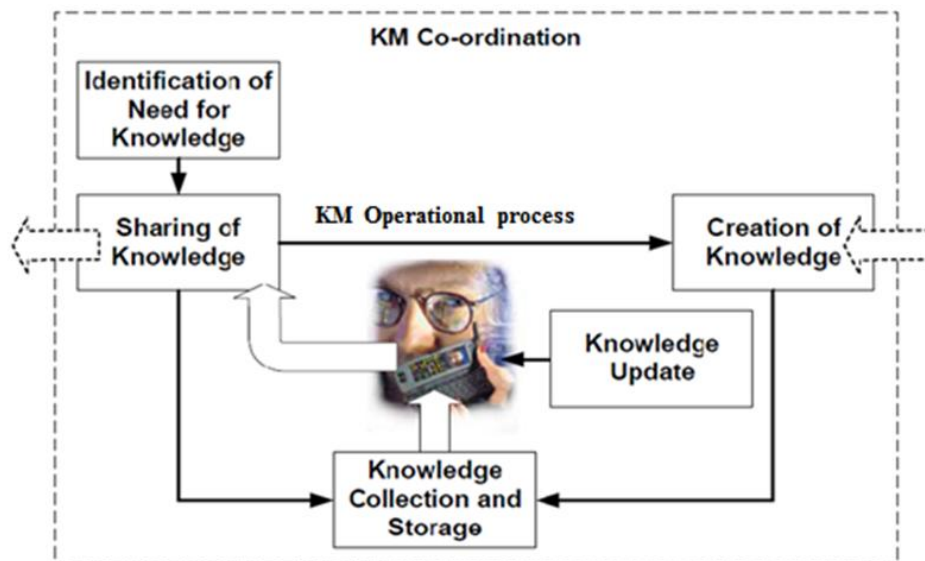 KM Co-ordination
Identification of
Need for
Knowledge
Sharing of
Knowledge
KM Operational process
Creation of
Knowledge
Knowledge
Update
Knowledge
Collection and
Storage